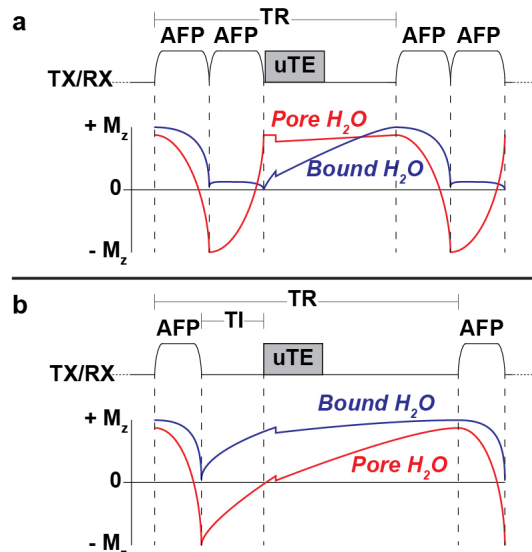 a
TR
AFP AFP AFP AFP
uTE
TX/RX
+ Mz
Pore H2O
Bound H2O
0
- Mz
b
TR
AFP TI AFP
uTE
TX/RX
+ Mz
Bound H2O
0
Pore H2O
- Mz